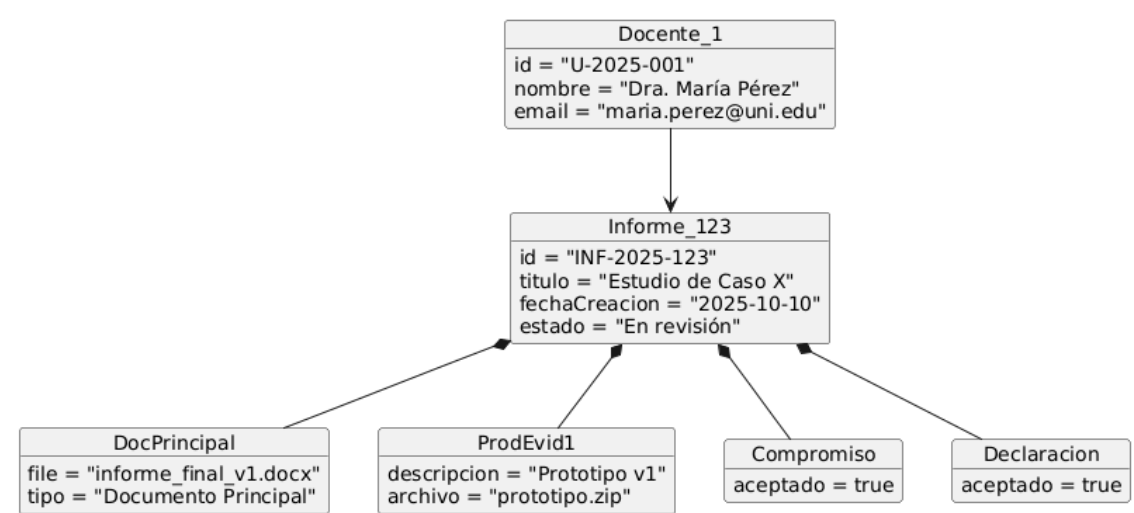 Docente_1
id = "U-2025-001"
nombre = "Dra. María Pérez"
email = "maria.perez@uni.edu"
Informe_123
id = "INF-2025-123"
titulo = "Estudio de Caso X"
fechaCreacion = "2025-10-10"
estado = "En revisión"
DocPrincipal
file = "informe_final_v1.docx"
tipo = "Documento Principal"
ProdEvid1
descripcion = "Prototipo v1"
archivo = "prototipo.zip"
Compromiso
aceptado = true
Declaracion
aceptado = true